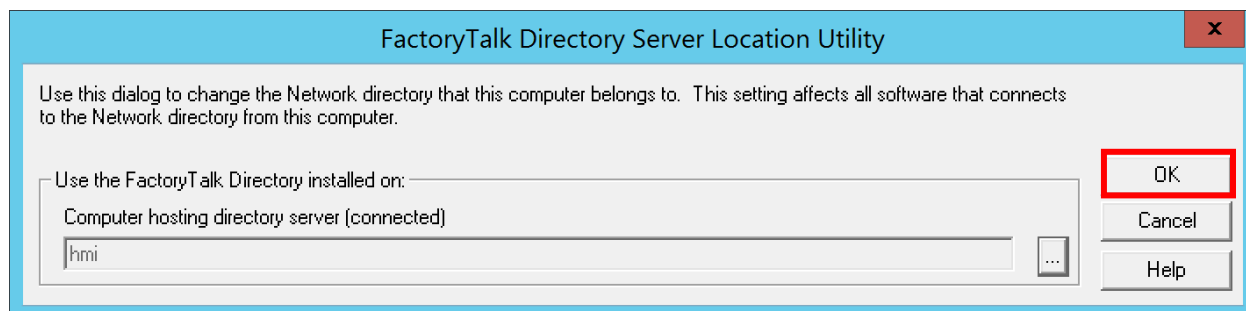 FactoryTalk Directory Server Location Utility
x
Use this dialog to change the Network directory that this computer belongs to. This setting affects all software that connects
to the Network directory from this computer.
Use the FactoryTalk Directory installed on:
Computer hosting directory server (connected)
hmi
...
OK
Cancel
Help